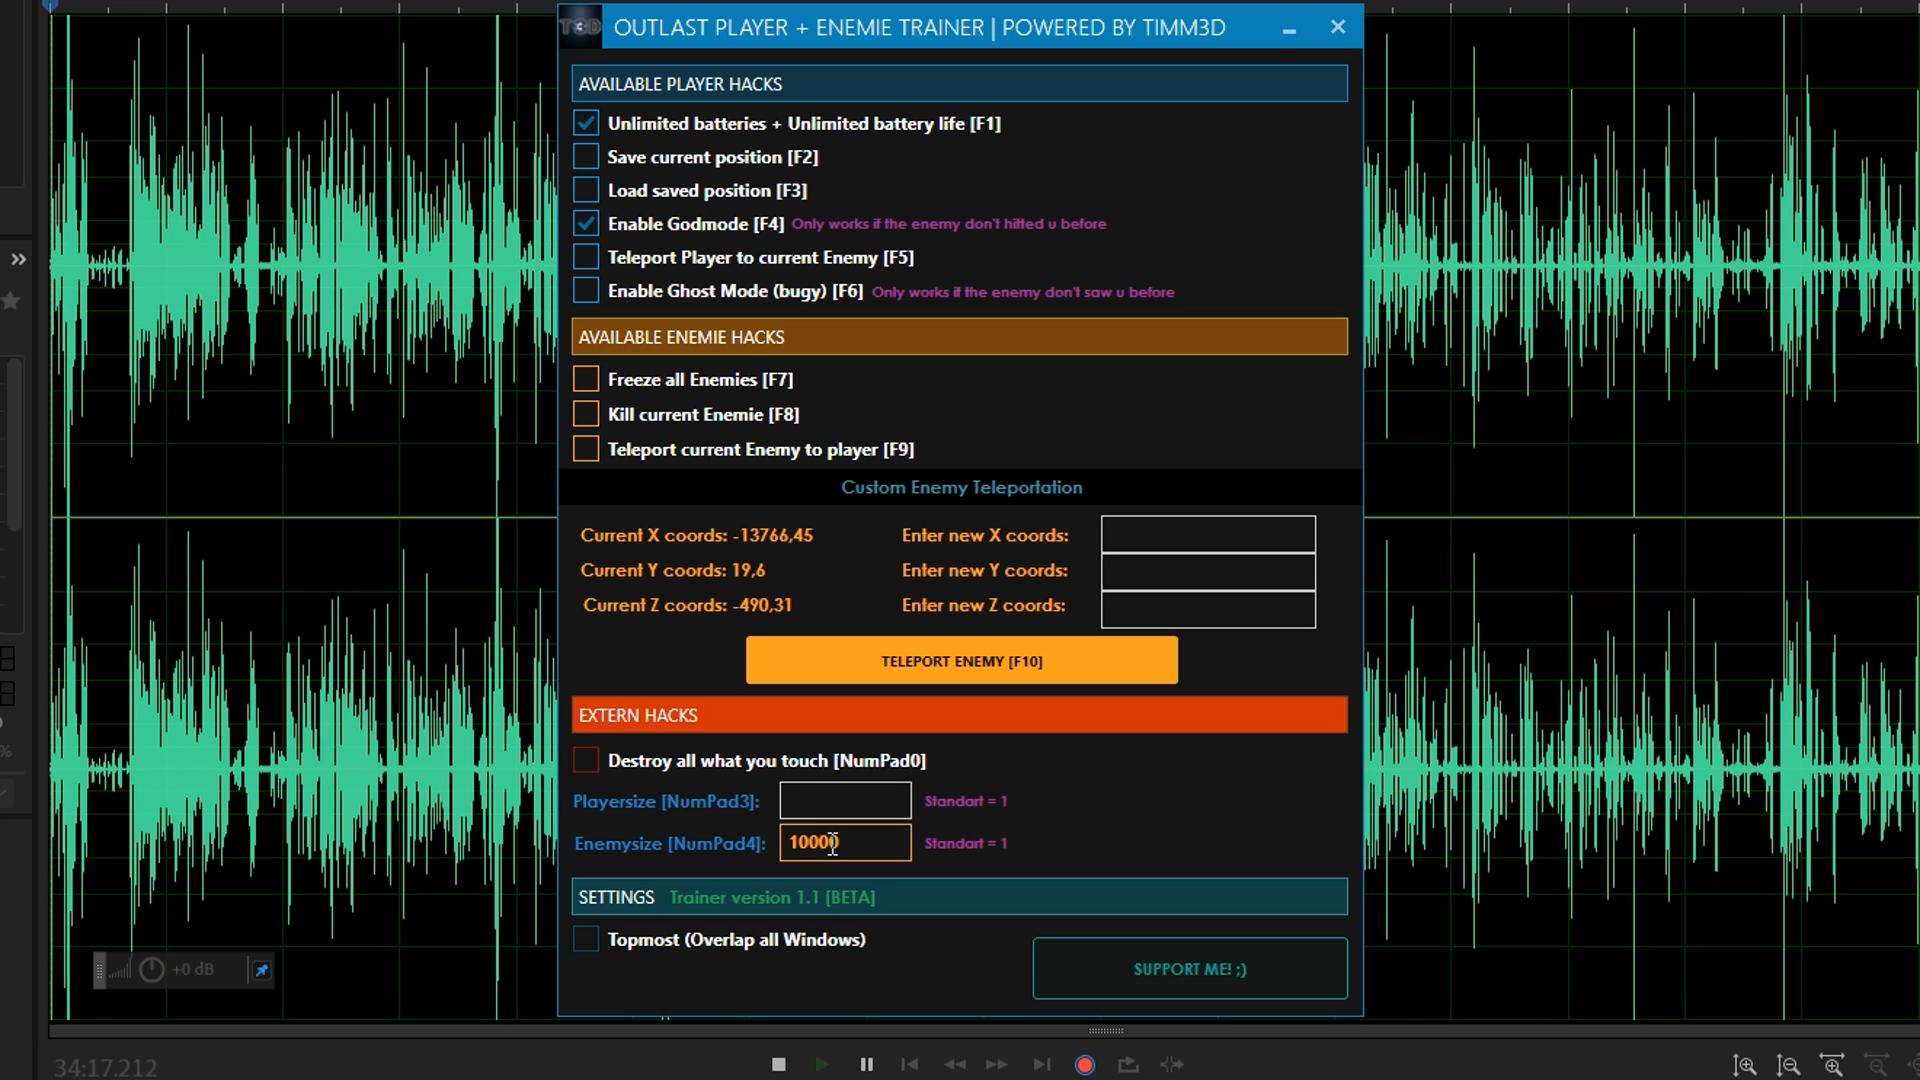 T3D OUTLAST PLAYER + ENEMIE TRAINER | POWERED BY TIMM3D
AVAILABLE PLAYER HACKS
Unlimited batteries + Unlimited battery life [F1]
Save current position [F2]
Load saved position [F3]
Enable Godmode [F4] Only works if the enemy don't hitted u before
Teleport Player to current Enemy [F5]
Enable Ghost Mode (bugy) [F6] Only works if the enemy don't saw u before
AVAILABLE ENEMIE HACKS
Freeze all Enemies [F7]
Kill current Enemie [F8]
Teleport current Enemy to player [F9]
Custom Enemy Teleportation
Current X coords: -13766,45 Enter new X coords:
Current Y coords: 19,6 Enter new Y coords:
Current Z coords: -490,31 Enter new Z coords:
TELEPORT ENEMY [F10]
EXTERN HACKS
Destroy all what you touch [NumPad0]
Playersize [NumPad3]: Standart = 1
Enemysize [NumPad4]: 10000 Standart = 1
SETTINGS Trainer version 1.1 [BETA]
Topmost (Overlap all Windows)
SUPPORT ME! ;)
+0 dB
%
34:17.212